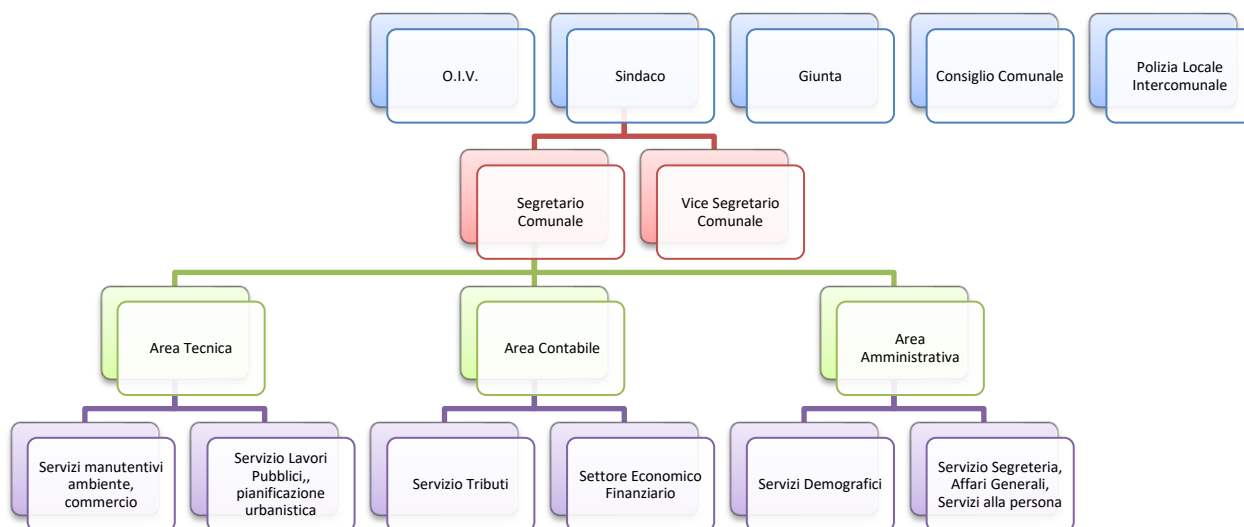 O.I.V.
Sindaco
Giunta
Consiglio Comunale
Polizia Locale
Intercomunale
Segretario
Comunale
Vice Segretario
Comunale
Area Tecnica
Area Contabile
Area
Amministrativa
Servizi manutentivi
ambiente,
commercio
Servizio Lavori
Pubblici,,
pianificazione
urbanistica
Servizio Tributi
Settore Economico
Finanziario
Servizi Demografici
Servizio Segreteria,
Affari Generali,
Servizi alla persona